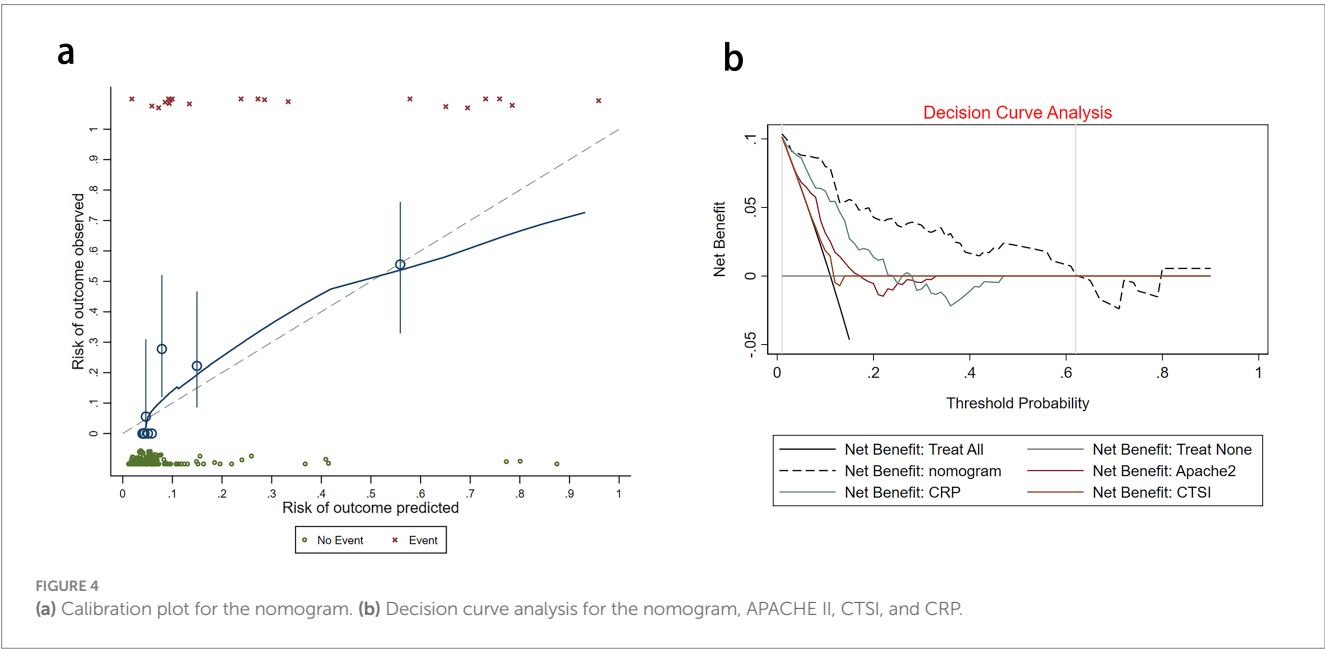 a
1
.9
.8
.7
.6
.5
.4
.3
.2
.1
0
Risk of outcome observed
0 .1 .2 .3 .4 .5 .6 .7 .8 .9 1
Risk of outcome predicted
No Event Event
b
Decision Curve Analysis
.1
.05
0
-.05
Net Benefit
0 .2 .4 .6 .8 1
Threshold Probability
Net Benefit: Treat All Net Benefit: Treat None
Net Benefit: nomogram Net Benefit: Apache2
Net Benefit: CRP Net Benefit: CTSI
FIGURE 4
(a) Calibration plot for the nomogram. (b) Decision curve analysis for the nomogram, APACHE II, CTSI, and CRP.